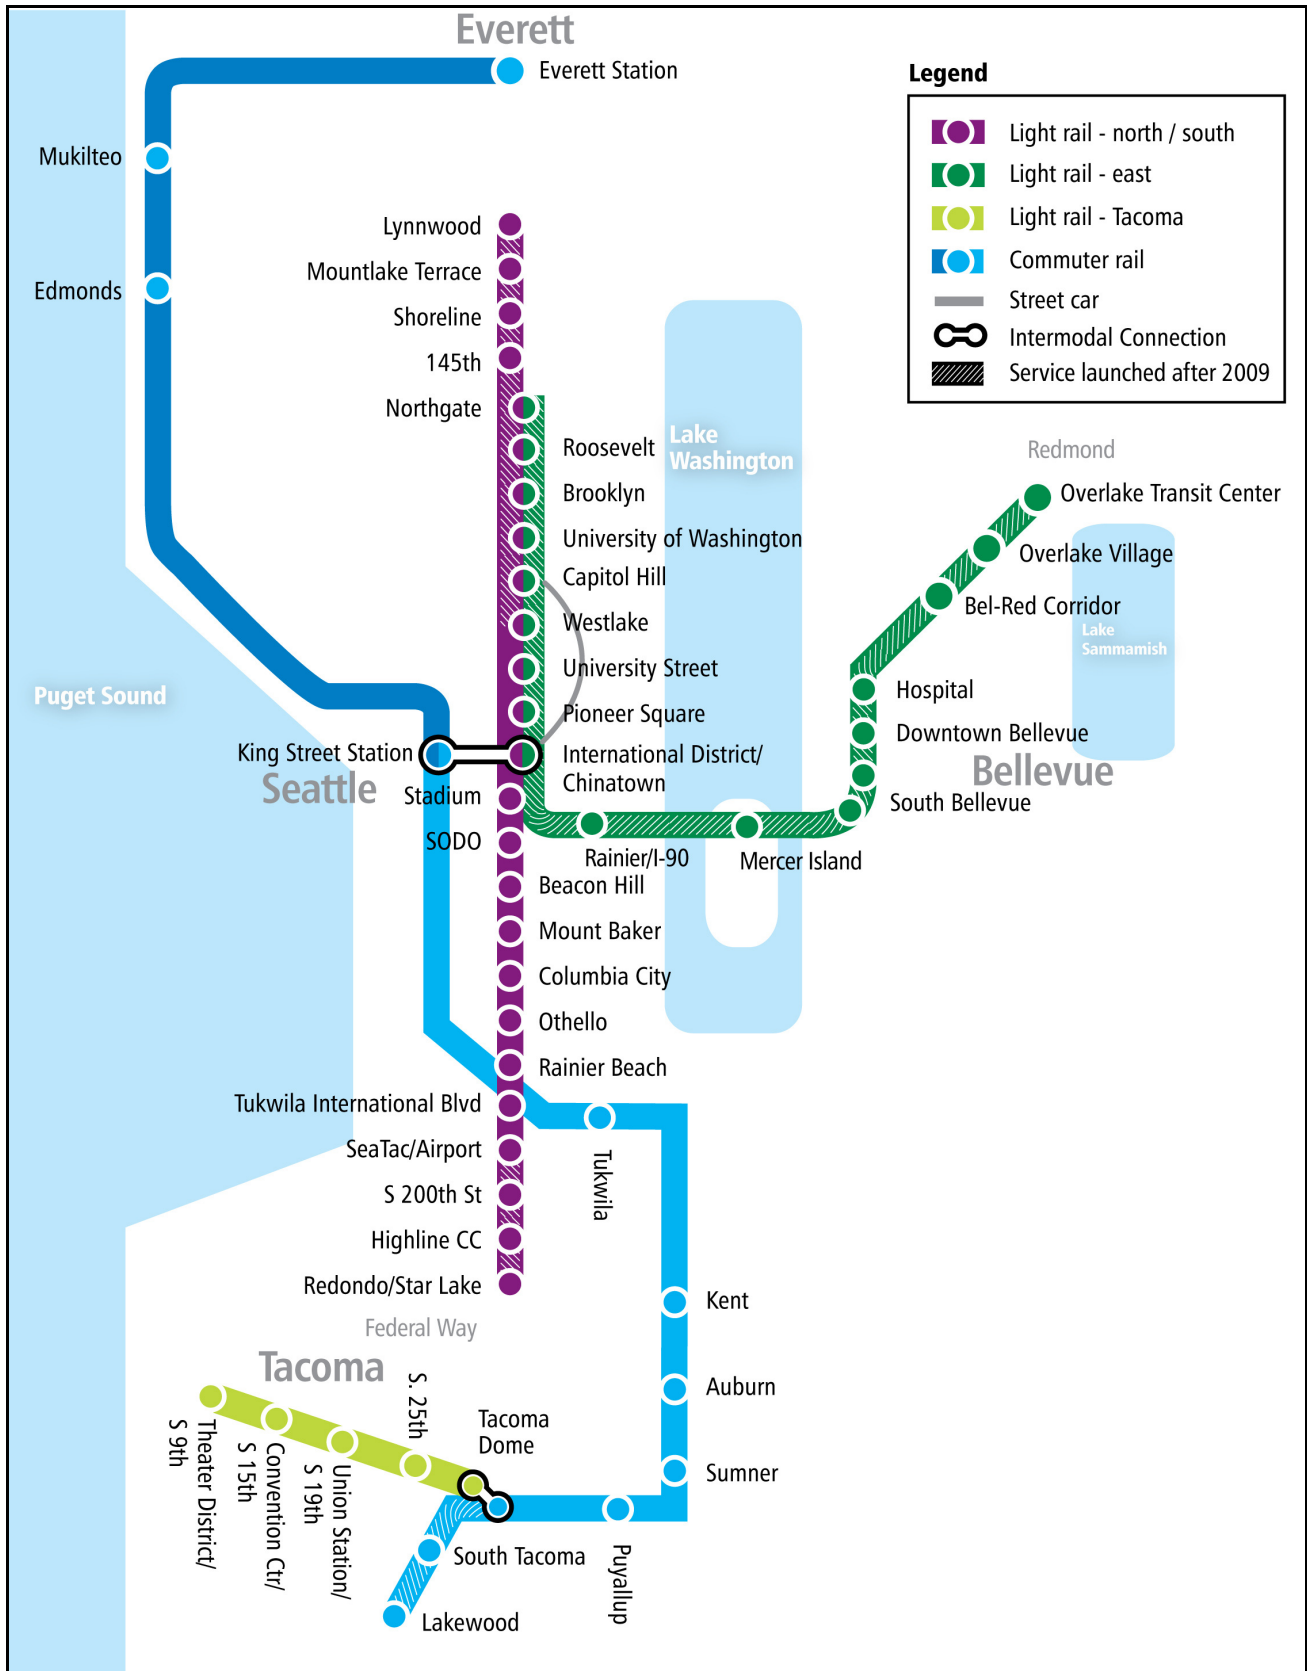 Everett
Everett Station
Legend
Light rail - north / south
Light rail - east
Light rail - Tacoma
Commuter rail
Street car
Intermodal Connection
Service launched after 2009
Mukilteo
Edmonds
Lynnwood
Mountlake Terrace
Shoreline
145th
Northgate
Roosevelt
Brooklyn
University of Washington
Capitol Hill
Westlake
University Street
Pioneer Square
International District/
Chinatown
Lake
Washington
Redmond
Overlake Transit Center
Overlake Village
Bel-Red Corridor
Lake
Sammamish
Hospital
Downtown Bellevue
Bellevue
South Bellevue
Mercer Island
Rainier/I-90
Puget Sound
King Street Station
Seattle
Stadium
SODO
Beacon Hill
Mount Baker
Columbia City
Othello
Rainier Beach
Tukwila International Blvd
SeaTac/Airport
S 200th St
Highline CC
Redondo/Star Lake
Federal Way
Tukwila
Kent
Auburn
Sumner
Puyallup
Tacoma
Theater District/
S 9th
Convention Ctr/
S 15th
Union Station/
S 19th
S. 25th
Tacoma
Dome
South Tacoma
Lakewood